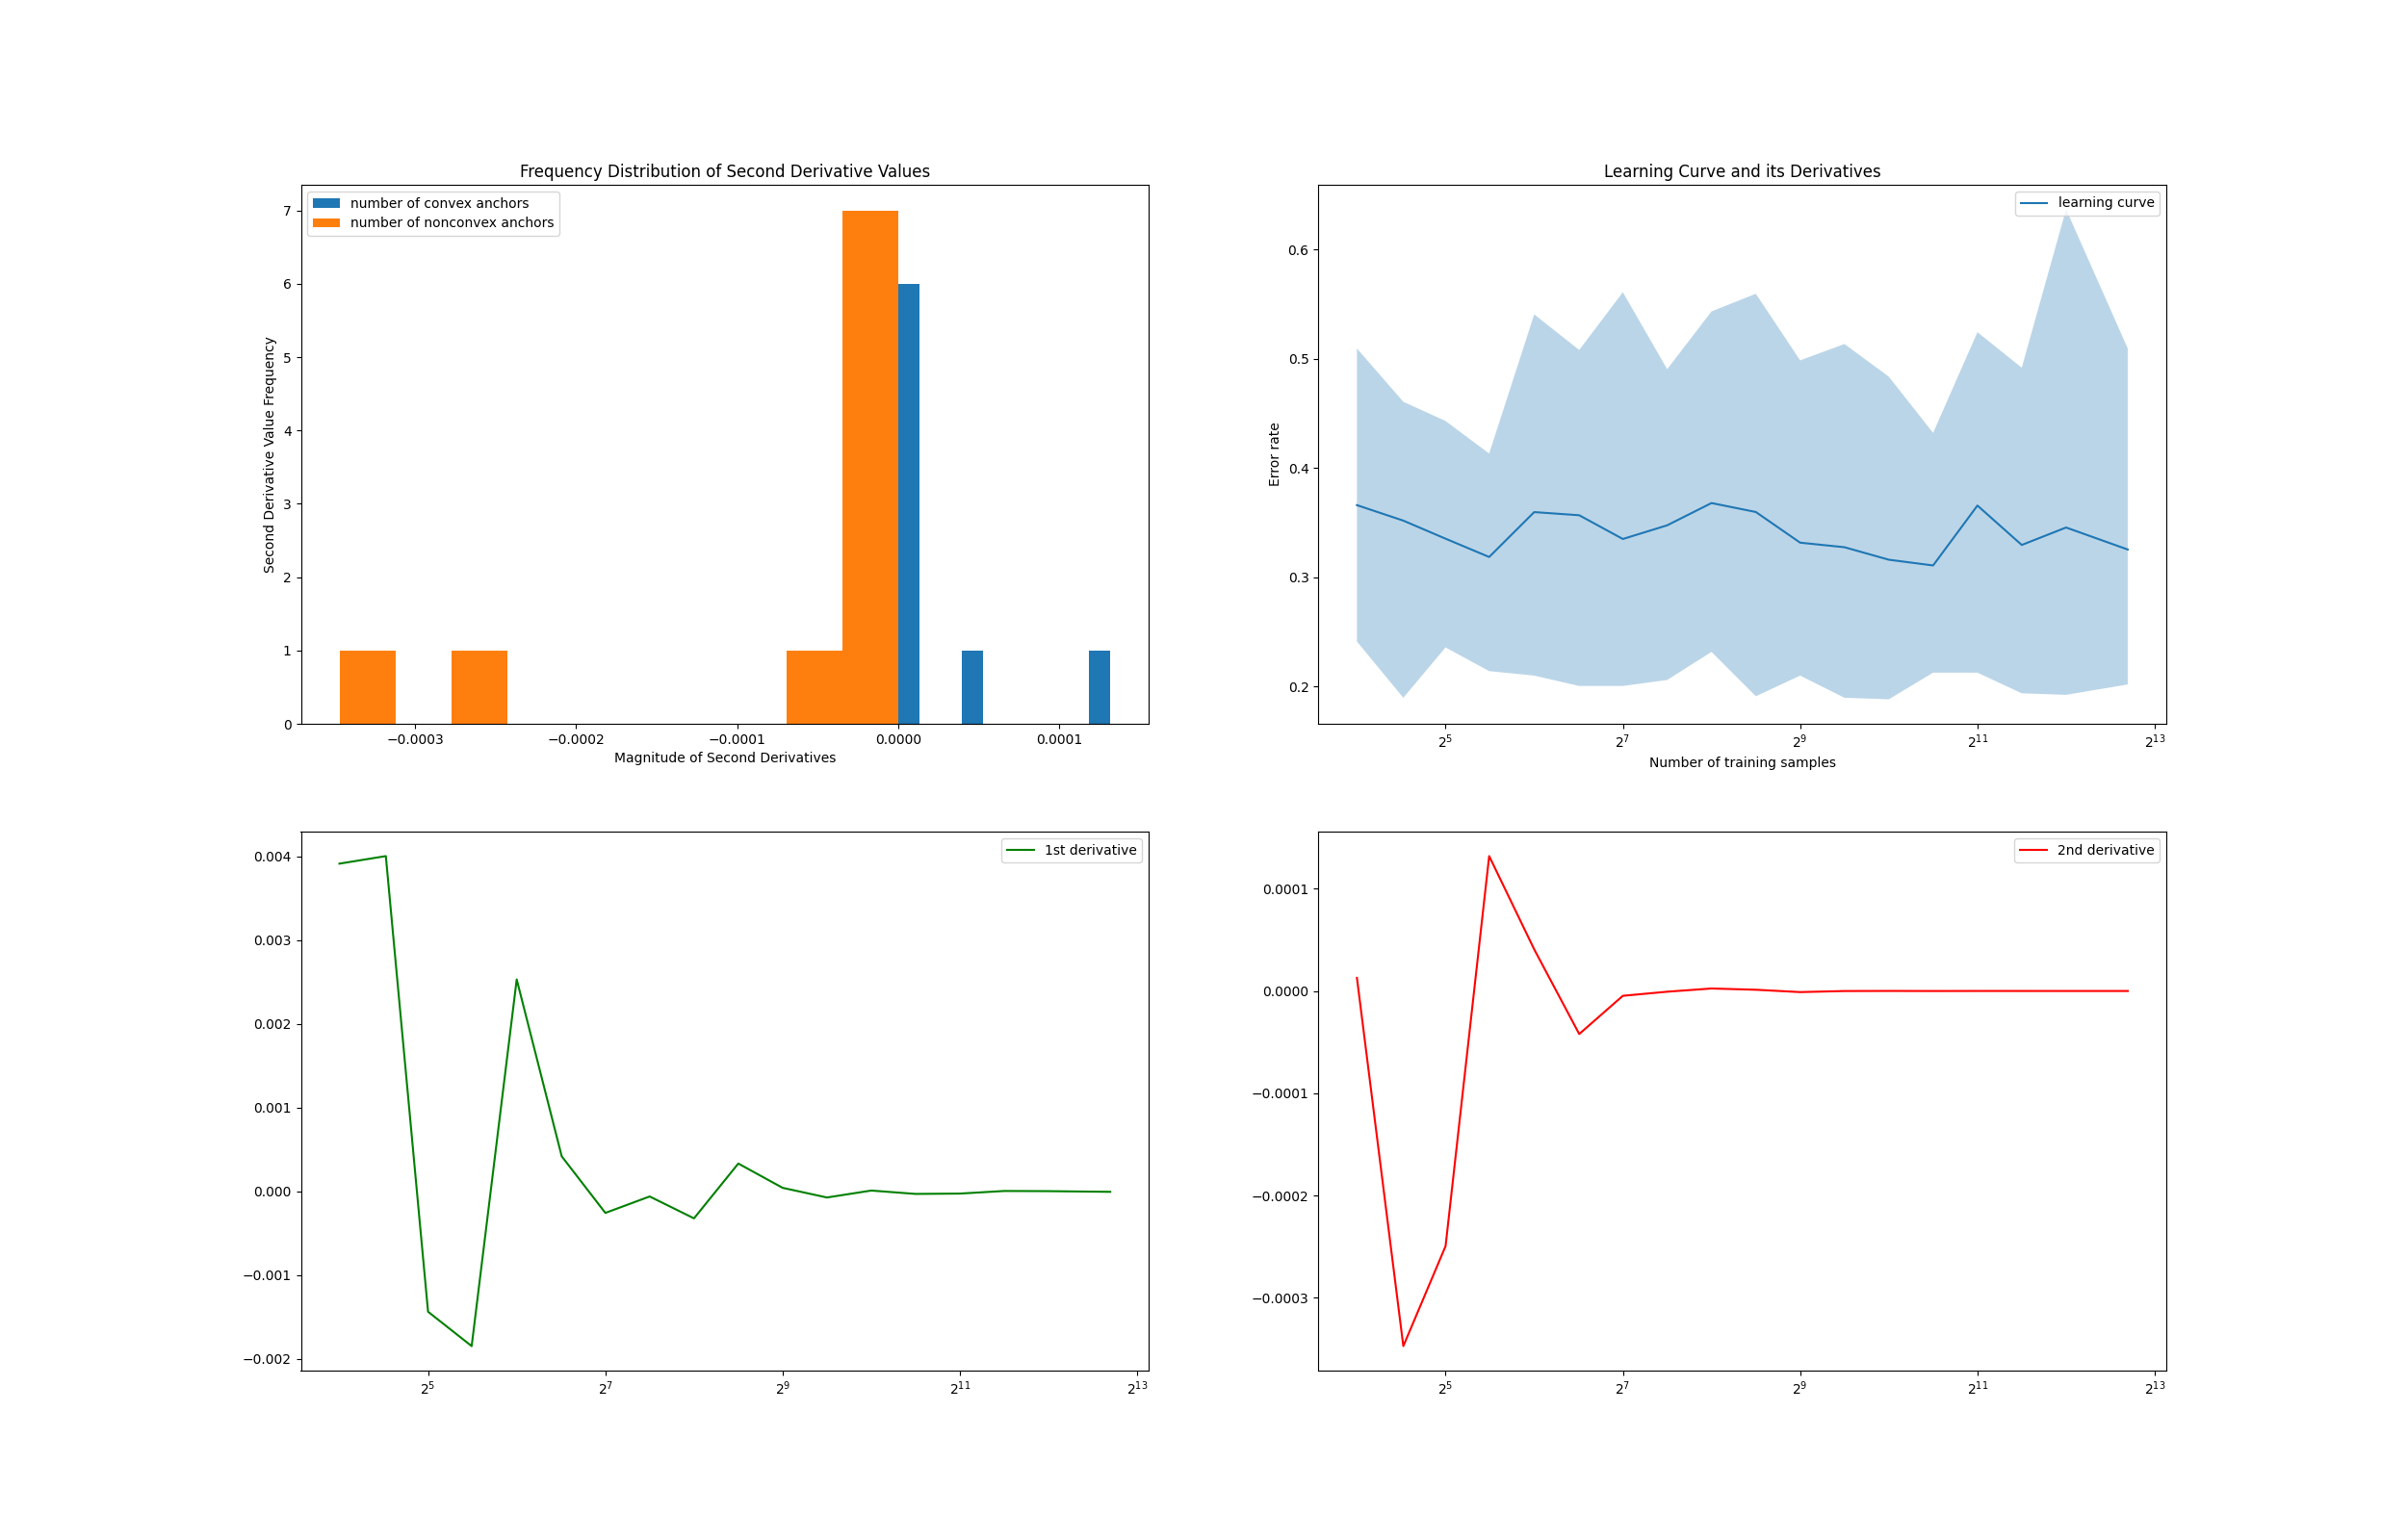 Frequency Distribution of Second Derivative Values
number of convex anchors
number of nonconvex anchors
Second Derivative Value Frequency
7
6
5
4
3
2
1
0
−0.0003 −0.0002 −0.0001 0.0000 0.0001
Magnitude of Second Derivatives
Learning Curve and its Derivatives
learning curve
Error rate
0.6
0.5
0.4
0.3
0.2
2^5 2^7 2^9 2^11 2^13
Number of training samples
1st derivative
0.004
0.003
0.002
0.001
0.000
−0.001
−0.002
2^5 2^7 2^9 2^11 2^13
2nd derivative
0.0001
0.0000
−0.0001
−0.0002
−0.0003
2^5 2^7 2^9 2^11 2^13